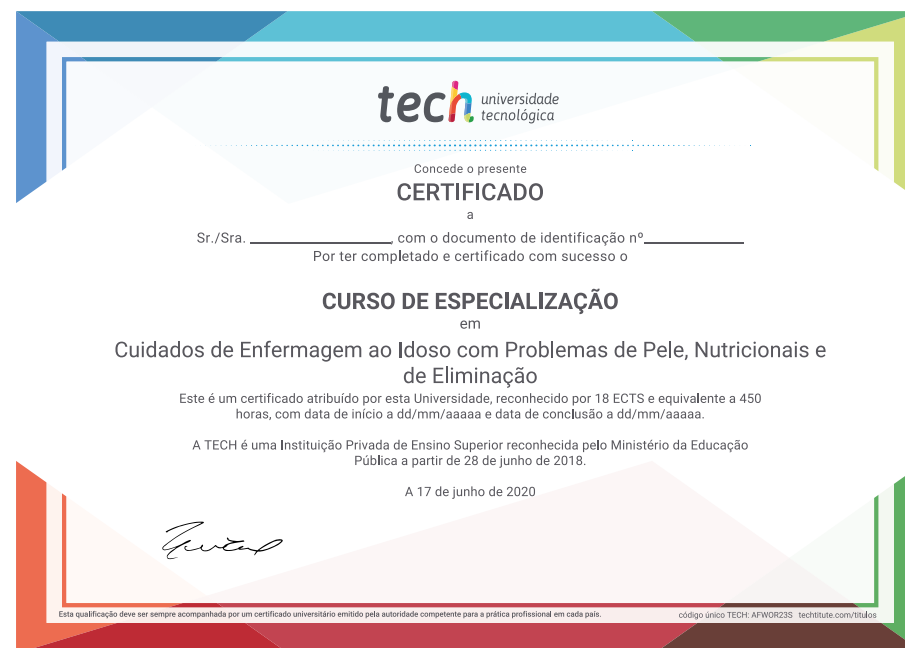 tech universidade
tecnológica
Concede o presente
CERTIFICADO
a
Sr./Sra. ____________________, com o documento de identificação nº______________
Por ter completado e certificado com sucesso o
CURSO DE ESPECIALIZAÇÃO
em
Cuidados de Enfermagem ao Idoso com Problemas de Pele, Nutricionais e
de Eliminação
Este é um certificado atribuído por esta Universidade, reconhecido por 18 ECTS e equivalente a 450
horas, com data de início a dd/mm/aaaaa e data de conclusão a dd/mm/aaaaa.
A TECH é uma Instituição Privada de Ensino Superior reconhecida pelo Ministério da Educação
Pública a partir de 28 de junho de 2018.
A 17 de junho de 2020
Esta qualificação deve ser sempre acompanhada por um certificado universitário emitido pela autoridade competente para a prática profissional em cada país.
código único TECH: AFWOR23S techtitute.com/titulos